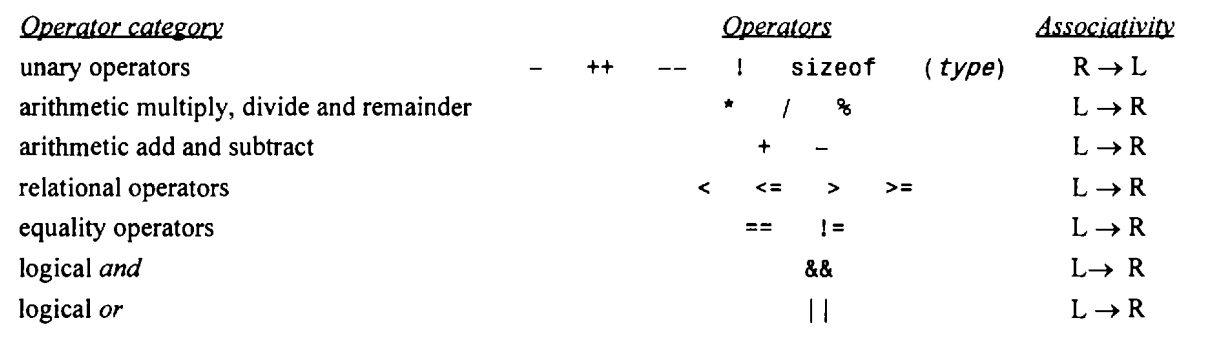 Operator category Operators Associativity
unary operators - ++ -- ! sizeof (type) R → L
arithmetic multiply, divide and remainder * / % L → R
arithmetic add and subtract + - L → R
relational operators < <= > >= L → R
equality operators == != L → R
logical and && L→ R
logical or || L → R